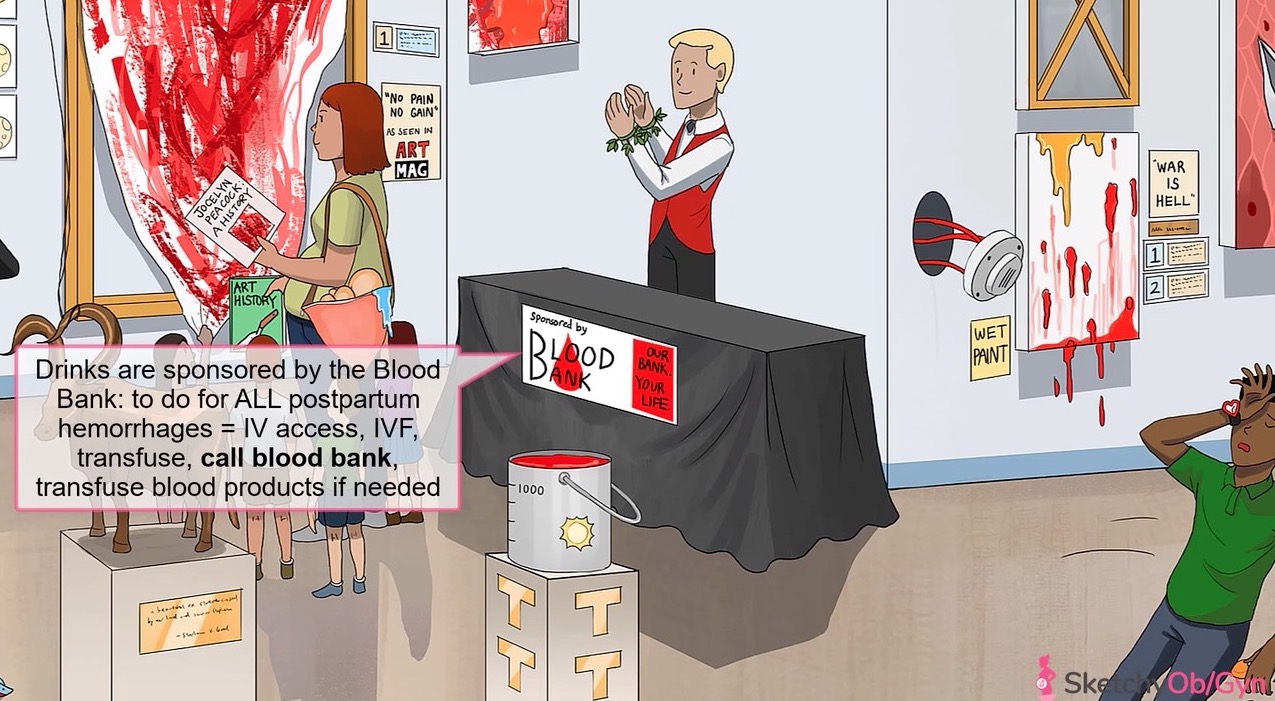 1
"NO PAIN
NO GAIN"
AS SEEN IN
ART
MAG
JOCELYN
PEACOCK:
A HISTORY
ART
HISTORY
"WAR
IS
HELL"
1
2
WET
PAINT
Sponsored by
BLOOD
BANK
OUR
BANK.
YOUR
LIFE.
Drinks are sponsored by the Blood
Bank: to do for ALL postpartum
hemorrhages = IV access, IVF,
transfuse, call blood bank,
transfuse blood products if needed
1000
T T
T T
SketchyOb/Gyn